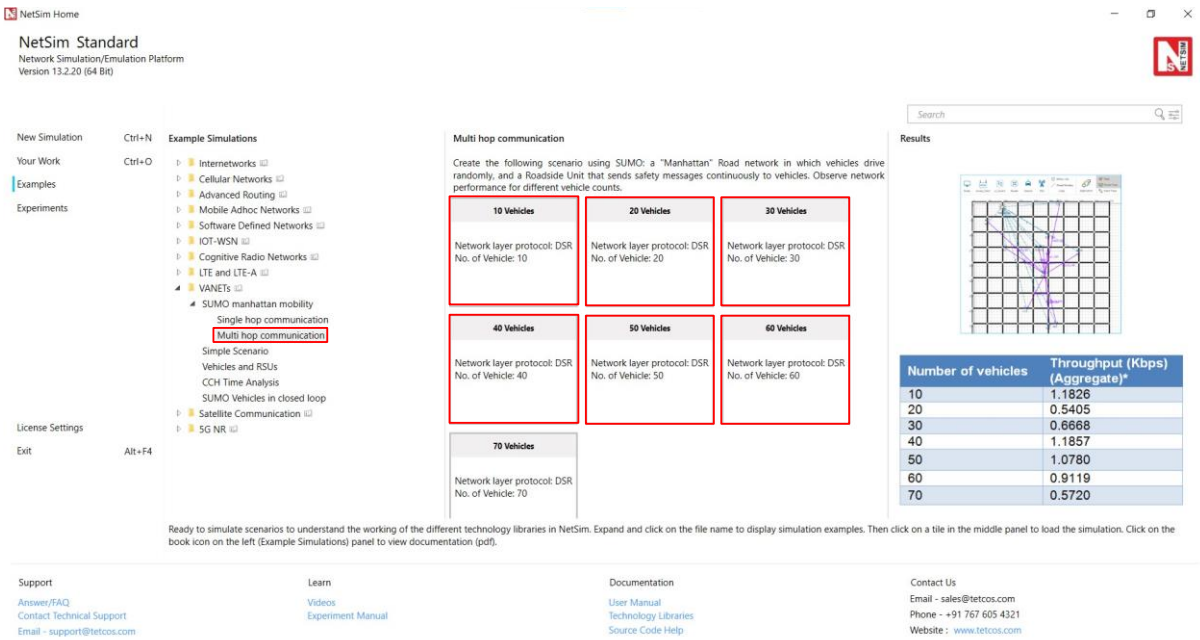 NetSim Home
NetSim Standard
Network Simulation/Emulation Platform
Version 13.2.20 (64 Bit)
NETSIM
Search
New Simulation Ctrl+N
Your Work Ctrl+O
Examples
Experiments
License Settings
Exit Alt+F4
Example Simulations
Internetworks
Cellular Networks
Advanced Routing
Mobile Adhoc Networks
Software Defined Networks
IOT-WSN
Cognitive Radio Networks
LTE and LTE-A
VANETs
SUMO manhattan mobility
Single hop communication
Multi hop communication
Simple Scenario
Vehicles and RSUs
CCH Time Analysis
SUMO Vehicles in closed loop
Satellite Communication
5G NR
Multi hop communication
Create the following scenario using SUMO: a "Manhattan" Road network in which vehicles drive
randomly, and a Roadside Unit that sends safety messages continuously to vehicles. Observe network
performance for different vehicle counts.
10 Vehicles
Network layer protocol: DSR
No. of Vehicle: 10
20 Vehicles
Network layer protocol: DSR
No. of Vehicle: 20
30 Vehicles
Network layer protocol: DSR
No. of Vehicle: 30
40 Vehicles
Network layer protocol: DSR
No. of Vehicle: 40
50 Vehicles
Network layer protocol: DSR
No. of Vehicle: 50
60 Vehicles
Network layer protocol: DSR
No. of Vehicle: 60
70 Vehicles
Network layer protocol: DSR
No. of Vehicle: 70
Results
Number of vehicles Throughput (Kbps)
(Aggregate)*
10 1.1826
20 0.5405
30 0.6668
40 1.1857
50 1.0780
60 0.9119
70 0.5720
Ready to simulate scenarios to understand the working of the different technology libraries in NetSim. Expand and click on the file name to display simulation examples. Then click on a tile in the middle panel to load the simulation. Click on the
book icon on the left (Example Simulations) panel to view documentation (pdf).
Support
Answer/FAQ
Contact Technical Support
Email - support@tetcos.com
Learn
Videos
Experiment Manual
Documentation
User Manual
Technology Libraries
Source Code Help
Contact Us
Email - sales@tetcos.com
Phone - +91 767 605 4321
Website : www.tetcos.com